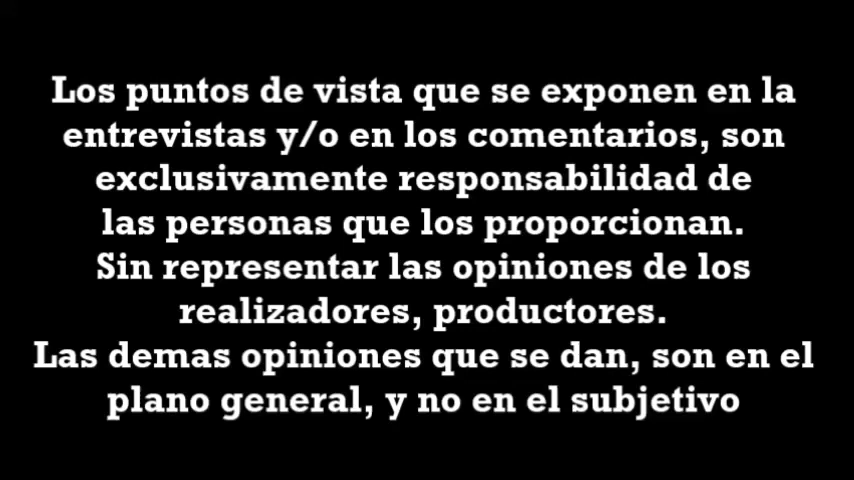 Los puntos de vista que se exponen en la
entrevistas y/o en los comentarios, son
exclusivamente responsabilidad de
las personas que los proporcionan.
Sin representar las opiniones de los
realizadores, productores.
Las demas opiniones que se dan, son en el
plano general, y no en el subjetivo